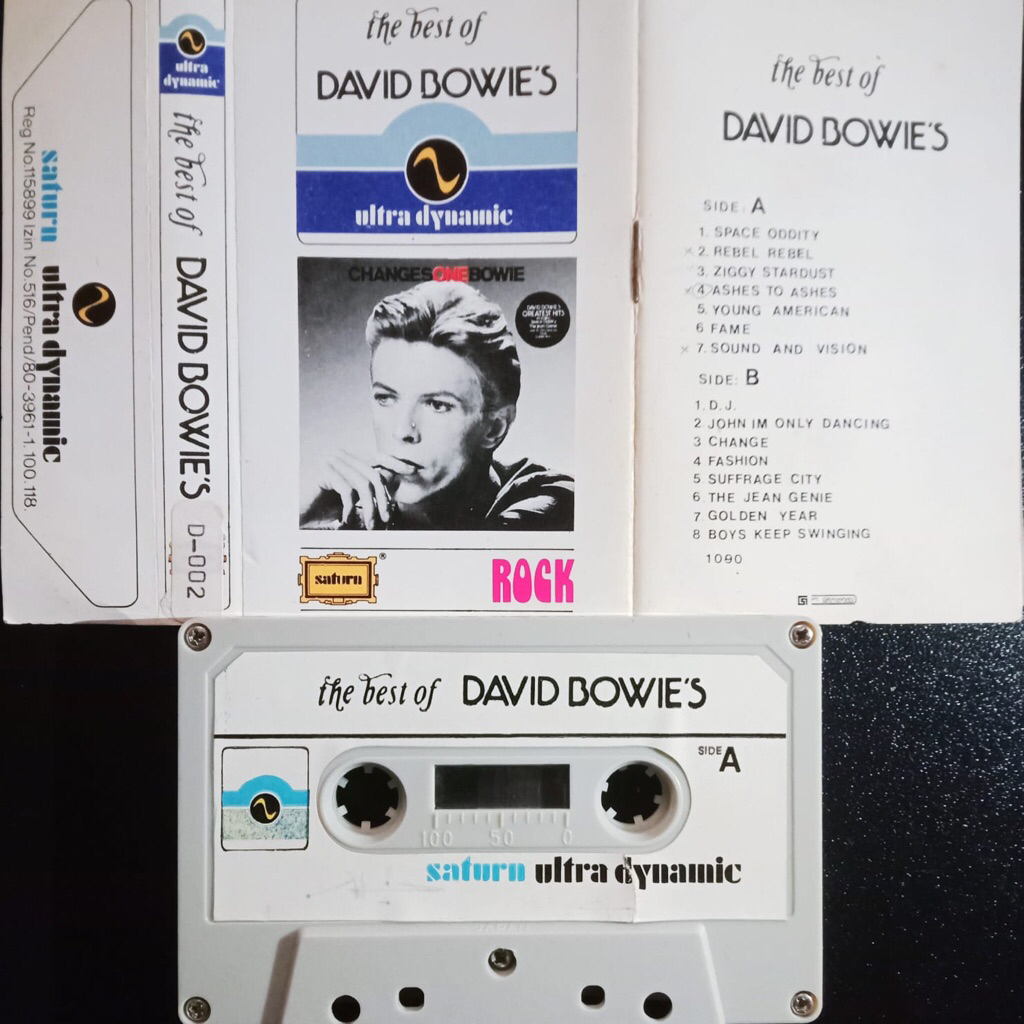 saturn ultra dynamic
Reg No.115899 Izin No.516/Pend/80-3961-1.100.118.
ultra
dynamic
the best of DAVID BOWIE'S
D-002
the best of
DAVID BOWIE'S
ultra dynamic
CHANGESONEBOWIE
DAVID BOWIE'S
GREATEST HITS
saturn ®
ROCK
the best of
DAVID BOWIE'S
SIDE: A
1. SPACE ODDITY
x 2. REBEL REBEL
3. ZIGGY STARDUST
x 4. ASHES TO ASHES
5. YOUNG AMERICAN
6 FAME
x 7. SOUND AND VISION
SIDE: B
1. D.J.
2. JOHN IM ONLY DANCING
3 CHANGE
4 FASHION
5 SUFFRAGE CITY
6. THE JEAN GENIE
7. GOLDEN YEAR
8 BOYS KEEP SWINGING
1090
the best of DAVID BOWIE'S
SIDE A
100 50 0
saturn ultra dynamic
JAPAN